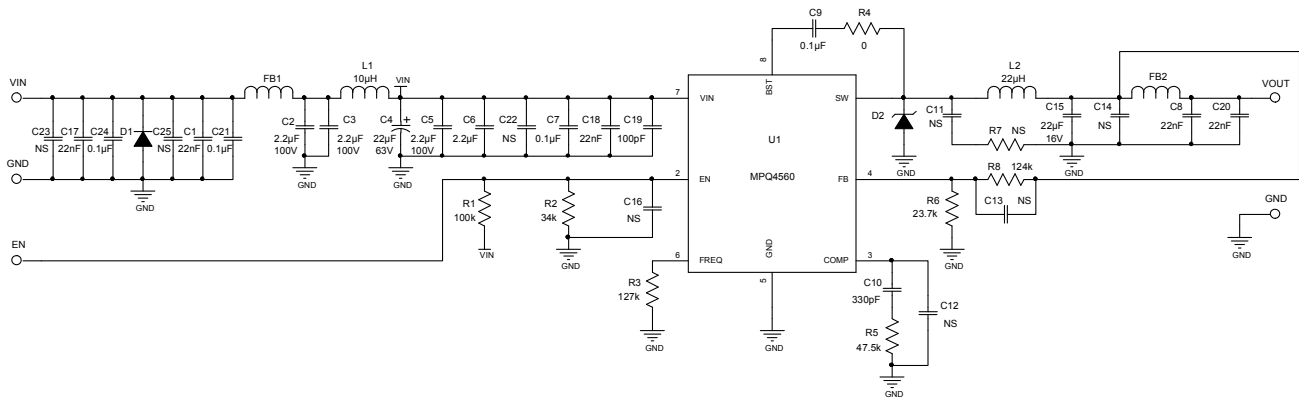 C9
R4
0.1µF
0
8
BST
VIN
FB1
L1
10µH
VIN
7
VIN
SW
1
L2
22µH
FB2
VOUT
C23
NS
C17
22nF
C24
0.1µF
D1
C25
NS
C1
22nF
C21
0.1µF
C2
2.2µF
100V
C3
2.2µF
100V
C4
22µF
63V
+
C5
2.2µF
100V
C6
2.2µF
C22
NS
C7
0.1µF
C18
22nF
C19
100pF
U1
MPQ4560
D2
GND
C11
NS
R7
NS
C15
22µF
16V
GND
C14
NS
C8
22nF
C20
22nF
GND
GND
GND
2
EN
FB
4
R8
124k
C13
NS
R6
23.7k
GND
GND
GND
R1
100k
VIN
R2
34k
GND
C16
NS
EN
6
FREQ
GND
5
COMP
3
R3
127k
GND
GND
C10
330pF
R5
47.5k
C12
NS
GND